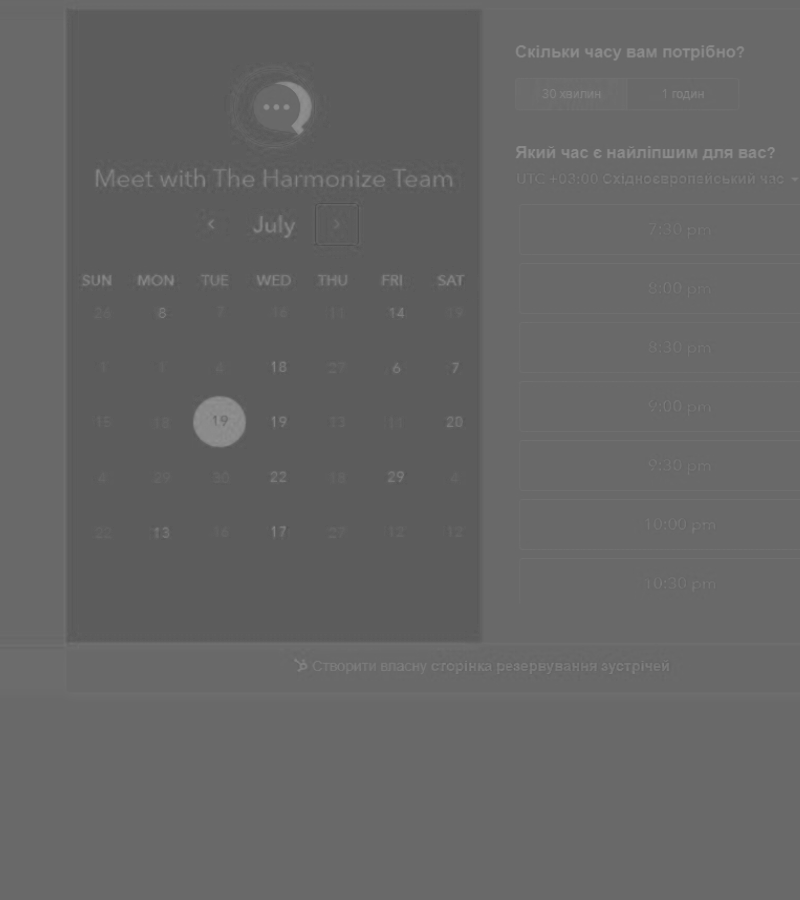 Meet with The Harmonize Team
July
SUN MON TUE WED THU FRI SAT
26 8 7 16 11 14 19
1 1 4 18 27 6 7
15 18 19 19 13 11 20
4 29 30 22 18 29 4
22 13 16 17 27 12 12
Скільки часу вам потрібно?
30 хвилин 1 годин
Який час є найліпшим для вас?
UTC +03:00 Східноєвропейський час
7:30 pm
8:00 pm
8:30 pm
9:00 pm
9:30 pm
10:00 pm
10:30 pm
Створити власну сторінка резервування зустрічей